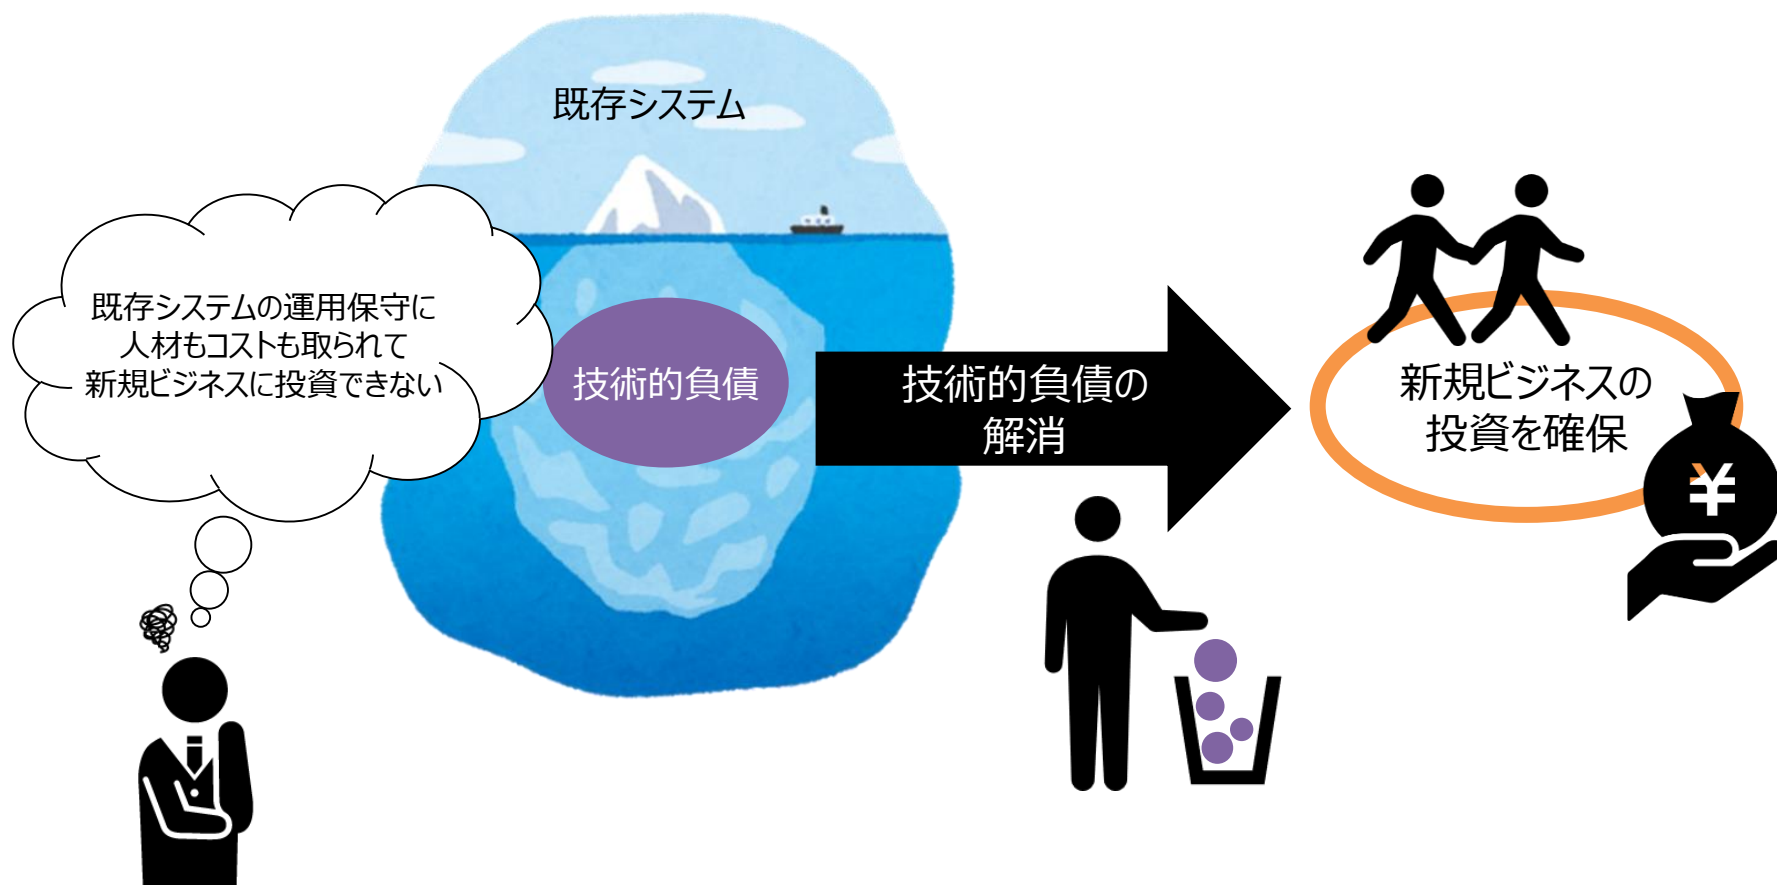 既存システム
既存システムの運用保守に
人材もコストも取られて
新規ビジネスに投資できない
技術的負債
技術的負債の
解消
新規ビジネスの
投資を確保
¥